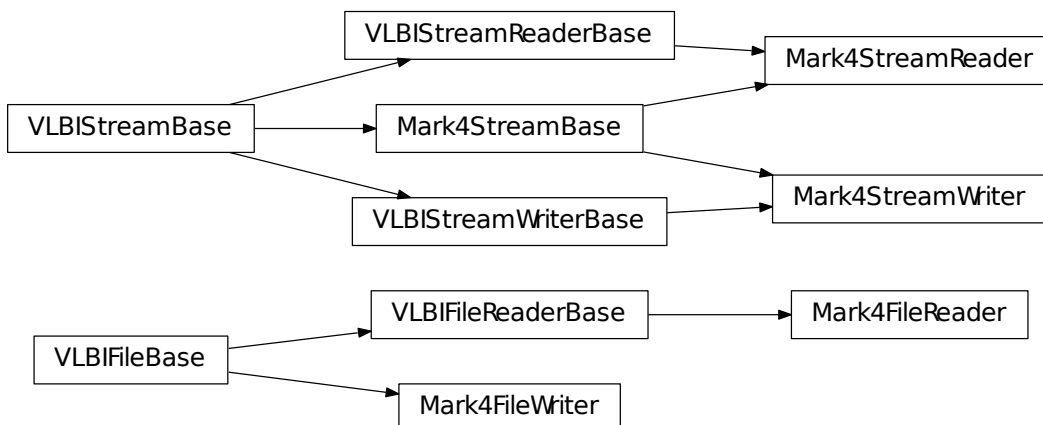 VLBIStreamReaderBase
Mark4StreamReader
VLBIStreamBase
Mark4StreamBase
Mark4StreamWriter
VLBIStreamWriterBase
VLBIFileReaderBase
Mark4FileReader
VLBIFileBase
Mark4FileWriter